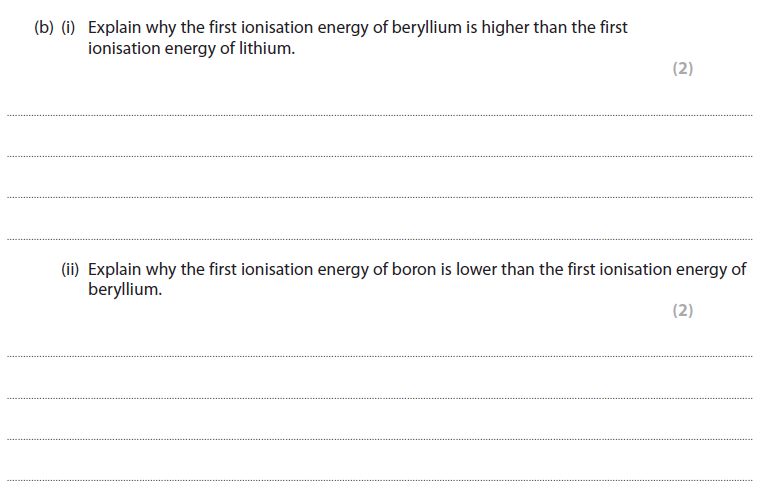 (b) (i) Explain why the first ionisation energy of beryllium is higher than the first
ionisation energy of lithium.
(2)
(ii) Explain why the first ionisation energy of boron is lower than the first ionisation energy of
beryllium.
(2)